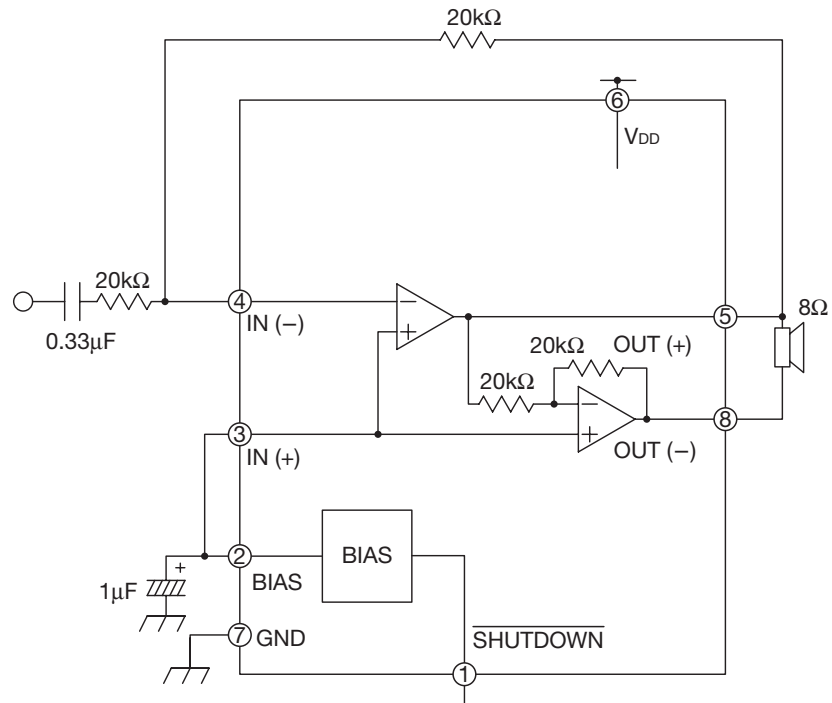 20kΩ
6
VDD
20kΩ
0.33µF
4
IN (−)
−
+
5
8Ω
20kΩ
OUT (+)
20kΩ
−
+
8
OUT (−)
3
IN (+)
+
1µF
2
BIAS
BIAS
7
GND
SHUTDOWN
1